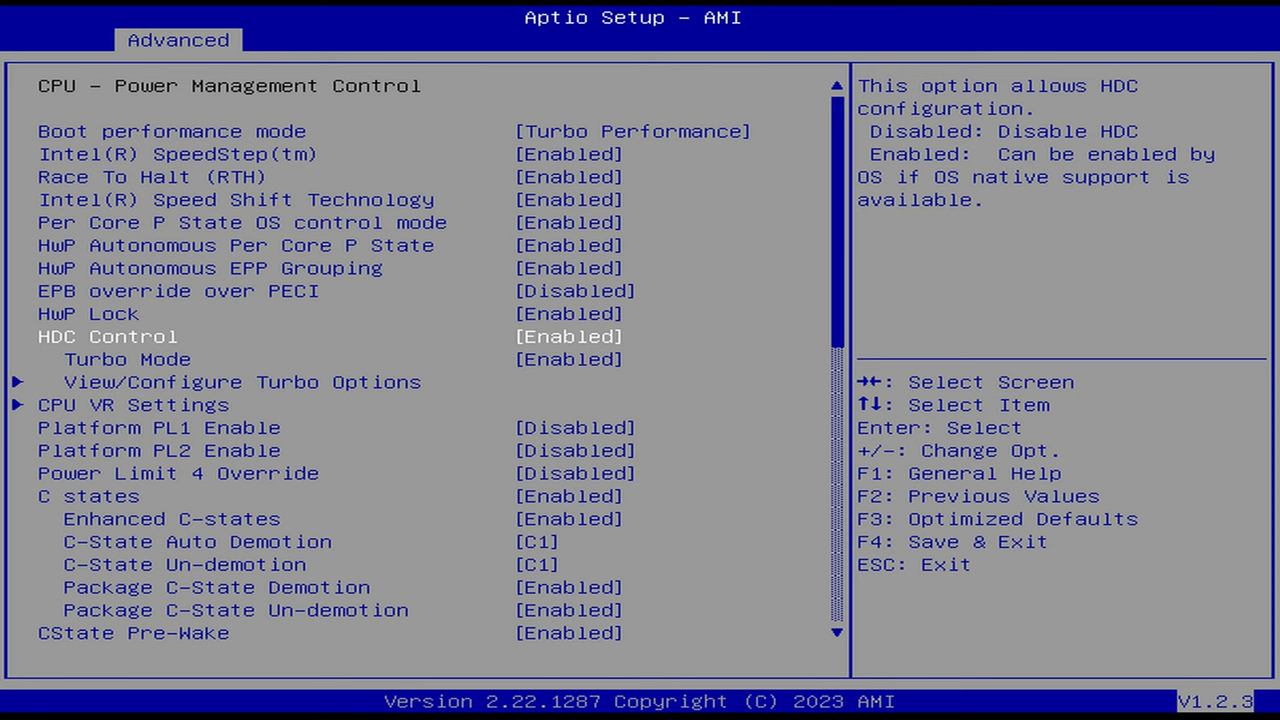 Aptio Setup – AMI
Advanced
CPU – Power Management Control
Boot performance mode [Turbo Performance]
Intel(R) SpeedStep(tm) [Enabled]
Race To Halt (RTH) [Enabled]
Intel(R) Speed Shift Technology [Enabled]
Per Core P State OS control mode [Enabled]
HwP Autonomous Per Core P State [Enabled]
HwP Autonomous EPP Grouping [Enabled]
EPB override over PECI [Disabled]
HwP Lock [Enabled]
HDC Control [Enabled]
Turbo Mode [Enabled]
View/Configure Turbo Options
CPU VR Settings
Platform PL1 Enable [Disabled]
Platform PL2 Enable [Disabled]
Power Limit 4 Override [Disabled]
C states [Enabled]
Enhanced C-states [Enabled]
C-State Auto Demotion [C1]
C-State Un-demotion [C1]
Package C-State Demotion [Enabled]
Package C-State Un-demotion [Enabled]
CState Pre-Wake [Enabled]
This option allows HDC
configuration.
Disabled: Disable HDC
Enabled: Can be enabled by
OS if OS native support is
available.
→←: Select Screen
↑↓: Select Item
Enter: Select
+/-: Change Opt.
F1: General Help
F2: Previous Values
F3: Optimized Defaults
F4: Save & Exit
ESC: Exit
Version 2.22.1287 Copyright (C) 2023 AMI
V1.2.3